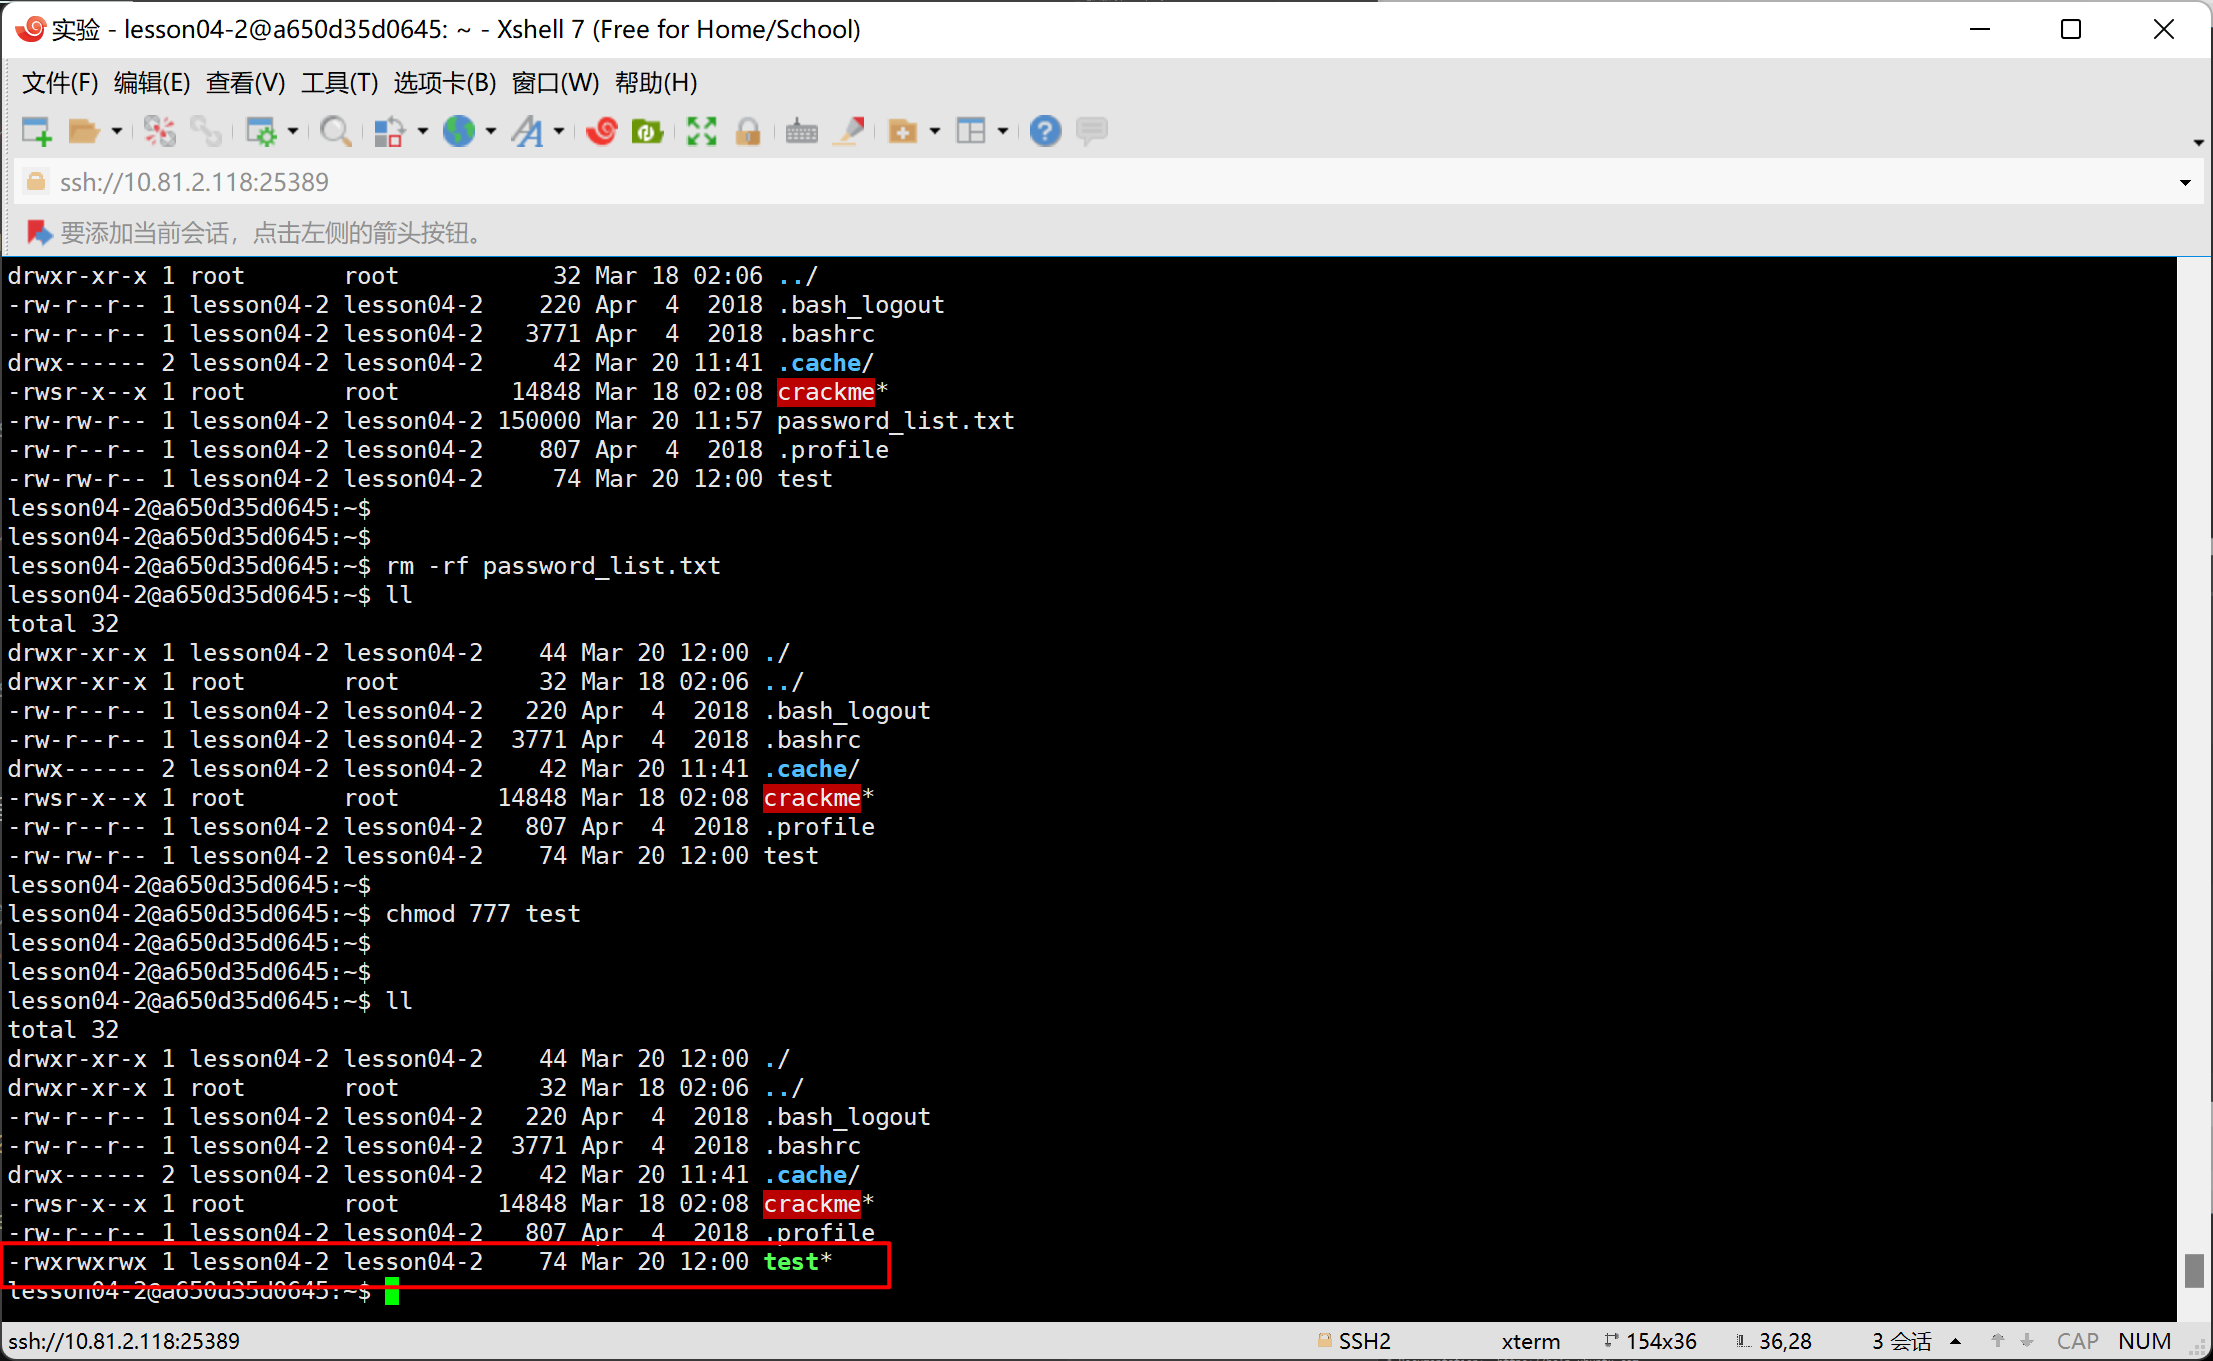 实验 - lesson04-2@a650d35d0645: ~ - Xshell 7 (Free for Home/School)
文件(F) 编辑(E) 查看(V) 工具(T) 选项卡(B) 窗口(W) 帮助(H)
ssh://10.81.2.118:25389
要添加当前会话，点击左侧的箭头按钮。
drwxr-xr-x 1 root       root           32 Mar 18 02:06 ../
-rw-r--r-- 1 lesson04-2 lesson04-2    220 Apr  4  2018 .bash_logout
-rw-r--r-- 1 lesson04-2 lesson04-2   3771 Apr  4  2018 .bashrc
drwx------ 2 lesson04-2 lesson04-2     42 Mar 20 11:41 .cache/
-rwsr-x--x 1 root       root        14848 Mar 18 02:08 crackme*
-rw-rw-r-- 1 lesson04-2 lesson04-2 150000 Mar 20 11:57 password_list.txt
-rw-r--r-- 1 lesson04-2 lesson04-2    807 Apr  4  2018 .profile
-rw-rw-r-- 1 lesson04-2 lesson04-2     74 Mar 20 12:00 test
lesson04-2@a650d35d0645:~$
lesson04-2@a650d35d0645:~$
lesson04-2@a650d35d0645:~$ rm -rf password_list.txt
lesson04-2@a650d35d0645:~$ ll
total 32
drwxr-xr-x 1 lesson04-2 lesson04-2    44 Mar 20 12:00 ./
drwxr-xr-x 1 root       root          32 Mar 18 02:06 ../
-rw-r--r-- 1 lesson04-2 lesson04-2   220 Apr  4  2018 .bash_logout
-rw-r--r-- 1 lesson04-2 lesson04-2  3771 Apr  4  2018 .bashrc
drwx------ 2 lesson04-2 lesson04-2    42 Mar 20 11:41 .cache/
-rwsr-x--x 1 root       root       14848 Mar 18 02:08 crackme*
-rw-r--r-- 1 lesson04-2 lesson04-2   807 Apr  4  2018 .profile
-rw-rw-r-- 1 lesson04-2 lesson04-2    74 Mar 20 12:00 test
lesson04-2@a650d35d0645:~$
lesson04-2@a650d35d0645:~$ chmod 777 test
lesson04-2@a650d35d0645:~$
lesson04-2@a650d35d0645:~$
lesson04-2@a650d35d0645:~$ ll
total 32
drwxr-xr-x 1 lesson04-2 lesson04-2    44 Mar 20 12:00 ./
drwxr-xr-x 1 root       root          32 Mar 18 02:06 ../
-rw-r--r-- 1 lesson04-2 lesson04-2   220 Apr  4  2018 .bash_logout
-rw-r--r-- 1 lesson04-2 lesson04-2  3771 Apr  4  2018 .bashrc
drwx------ 2 lesson04-2 lesson04-2    42 Mar 20 11:41 .cache/
-rwsr-x--x 1 root       root       14848 Mar 18 02:08 crackme*
-rw-r--r-- 1 lesson04-2 lesson04-2   807 Apr  4  2018 .profile
-rwxrwxrwx 1 lesson04-2 lesson04-2    74 Mar 20 12:00 test*
lesson04-2@a650d35d0645:~$
ssh://10.81.2.118:25389 SSH2 xterm 154x36 36,28 3 会话 CAP NUM